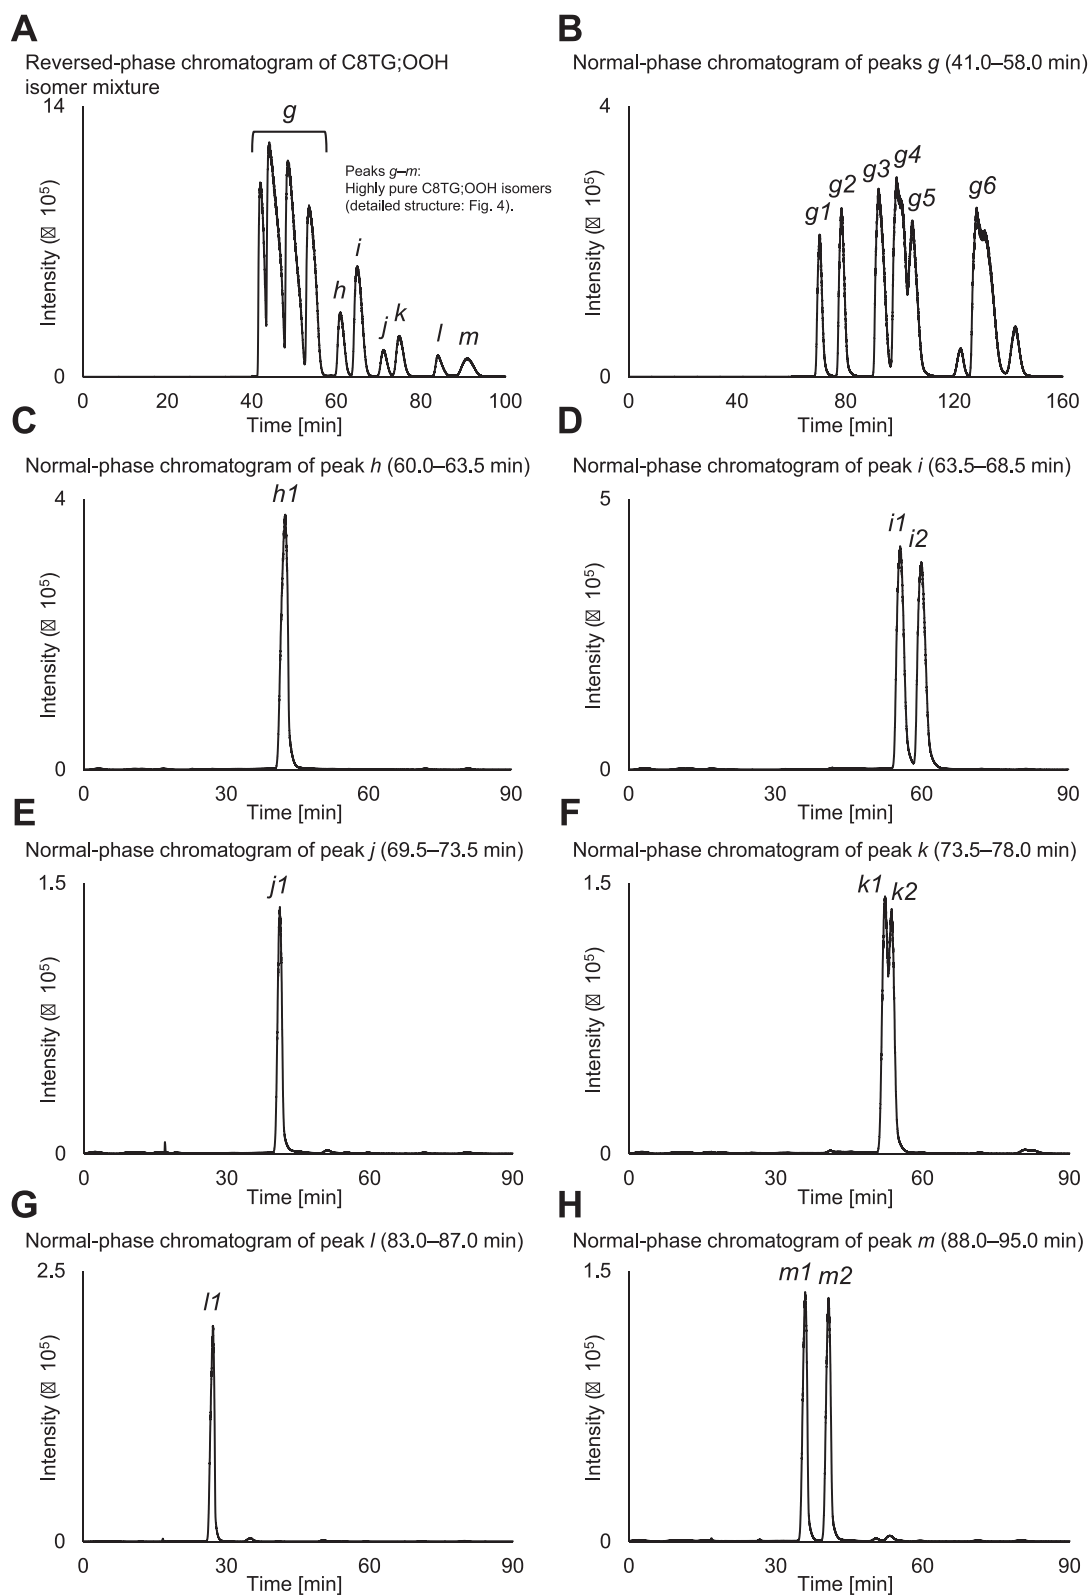 A
Reversed-phase chromatogram of C8TG;OOH
isomer mixture
14
g
Peaks g–m:
Highly pure C8TG;OOH isomers
(detailed structure: Fig. 4).
i
h
j
k
l
m
Intensity (☒ 10⁵)
0
0
20
40
60
80
100
Time [min]
B
Normal-phase chromatogram of peaks g (41.0–58.0 min)
4
g1
g2
g3
g4
g5
g6
Intensity (☒ 10⁵)
0
0
40
80
120
160
Time [min]
C
Normal-phase chromatogram of peak h (60.0–63.5 min)
4
h1
Intensity (☒ 10⁵)
0
0
30
60
90
Time [min]
D
Normal-phase chromatogram of peak i (63.5–68.5 min)
5
i1
i2
Intensity (☒ 10⁵)
0
0
30
60
90
Time [min]
E
Normal-phase chromatogram of peak j (69.5–73.5 min)
1.5
j1
Intensity (☒ 10⁵)
0
0
30
60
90
Time [min]
F
Normal-phase chromatogram of peak k (73.5–78.0 min)
1.5
k1
k2
Intensity (☒ 10⁵)
0
0
30
60
90
Time [min]
G
Normal-phase chromatogram of peak l (83.0–87.0 min)
2.5
l1
Intensity (☒ 10⁵)
0
0
30
60
90
Time [min]
H
Normal-phase chromatogram of peak m (88.0–95.0 min)
1.5
m1
m2
Intensity (☒ 10⁵)
0
0
30
60
90
Time [min]